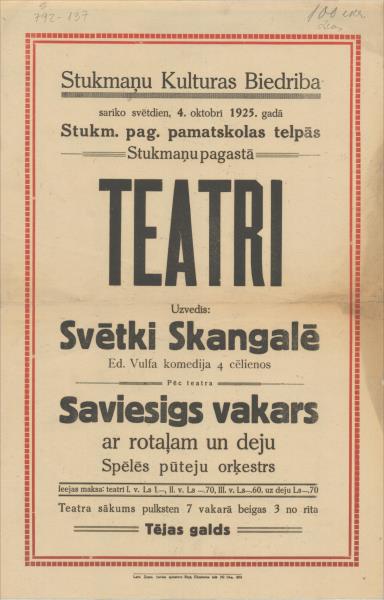 792-137
100 eks.
Stukmaņu Kulturas Biedriba
sariko svētdien, 4. oktobri 1925. gadā
Stukm. pag. pamatskolas telpās
Stukmaņu pagastā
TEATRI
Uzvedīs:
Svētki Skangalē
Ed. Vulfa komedija 4 cēlienos
Pēc teatra
Saviesigs vakars
ar rotaļam un deju
Spēlēs pūteju orķestrs
Ieejas maksa: teatrī I. v. Ls 1.—, II. v. Ls —.70, III. v. Ls—.60. uz deju Ls—.70
Teatra sākums pulksten 7 vakarā beigas 3 no rita
Tējas galds